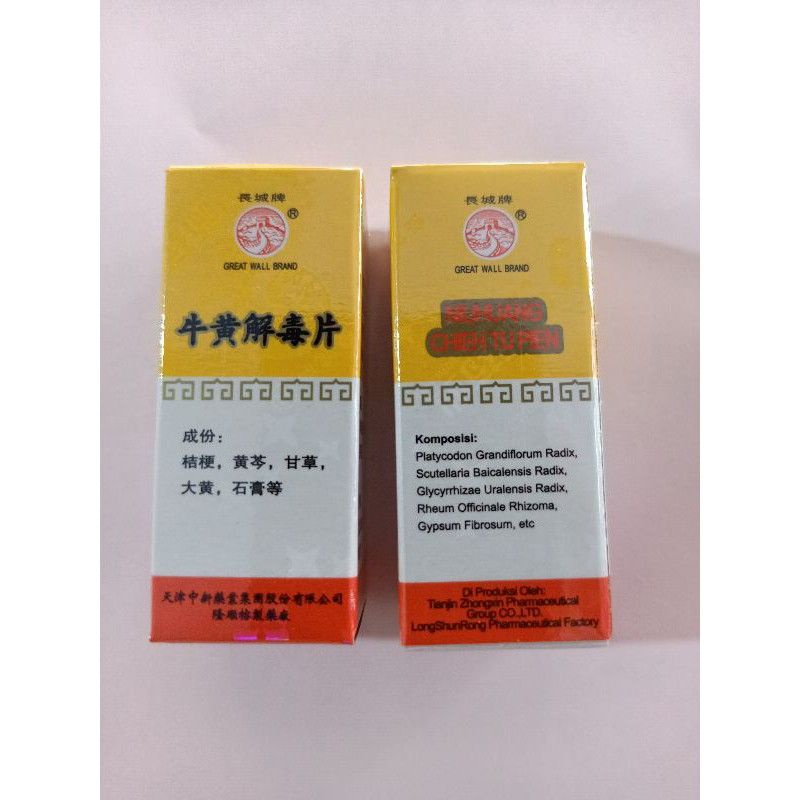 長城牌
®
GREAT WALL BRAND
牛黄解毒片
成份：
桔梗，黄芩，甘草，
大黄，石膏等
天津中新藥業集團股份有限公司
隆順榕製藥廠
長城牌
®
GREAT WALL BRAND
NIUHUANG
CHIEH TU PIEN
Komposisi:
Platycodon Grandiflorum Radix,
Scutellaria Baicalensis Radix,
Glycyrrhizae Uralensis Radix,
Rheum Officinale Rhizoma,
Gypsum Fibrosum, etc
Di Produksi Oleh:
Tianjin Zhongxin Pharmaceutical
Group CO.,LTD.
LongShunRong Pharmaceutical Factory